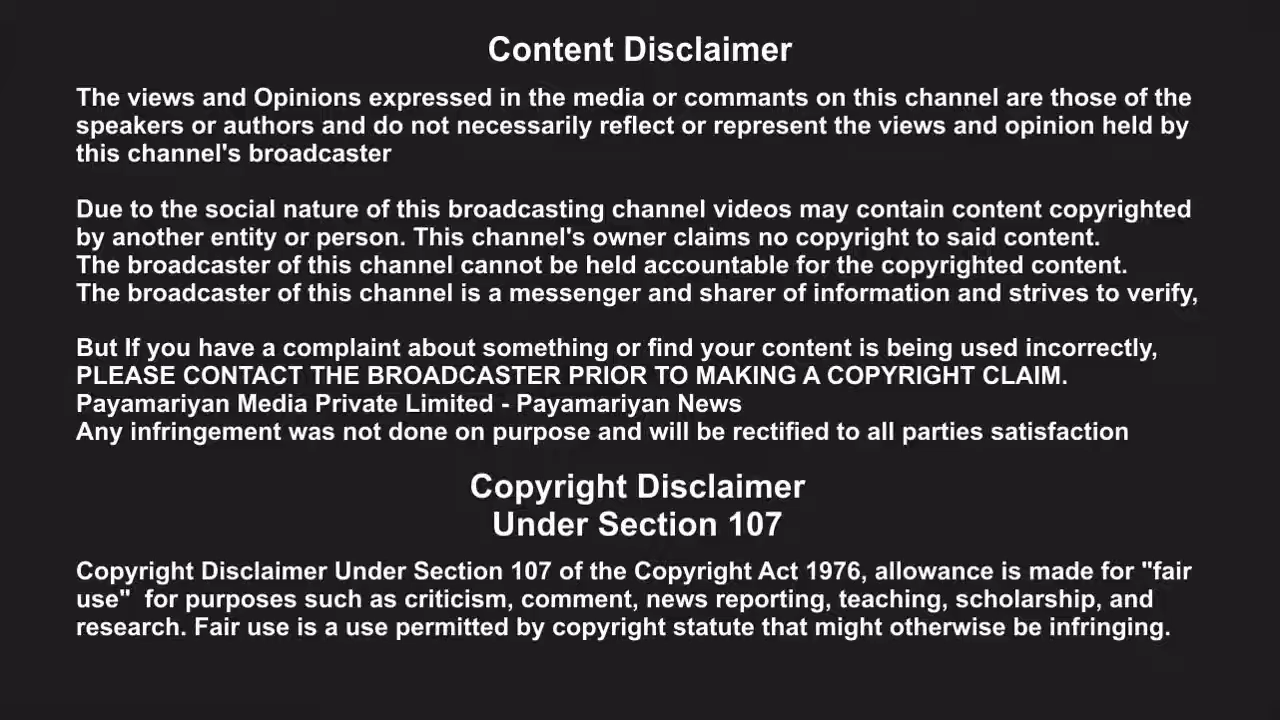 Content Disclaimer
The views and Opinions expressed in the media or commants on this channel are those of the
speakers or authors and do not necessarily reflect or represent the views and opinion held by
this channel's broadcaster
Due to the social nature of this broadcasting channel videos may contain content copyrighted
by another entity or person. This channel's owner claims no copyright to said content.
The broadcaster of this channel cannot be held accountable for the copyrighted content.
The broadcaster of this channel is a messenger and sharer of information and strives to verify,
But If you have a complaint about something or find your content is being used incorrectly,
PLEASE CONTACT THE BROADCASTER PRIOR TO MAKING A COPYRIGHT CLAIM.
Payamariyan Media Private Limited - Payamariyan News
Any infringement was not done on purpose and will be rectified to all parties satisfaction
Copyright Disclaimer
Under Section 107
Copyright Disclaimer Under Section 107 of the Copyright Act 1976, allowance is made for "fair
use"  for purposes such as criticism, comment, news reporting, teaching, scholarship, and
research. Fair use is a use permitted by copyright statute that might otherwise be infringing.